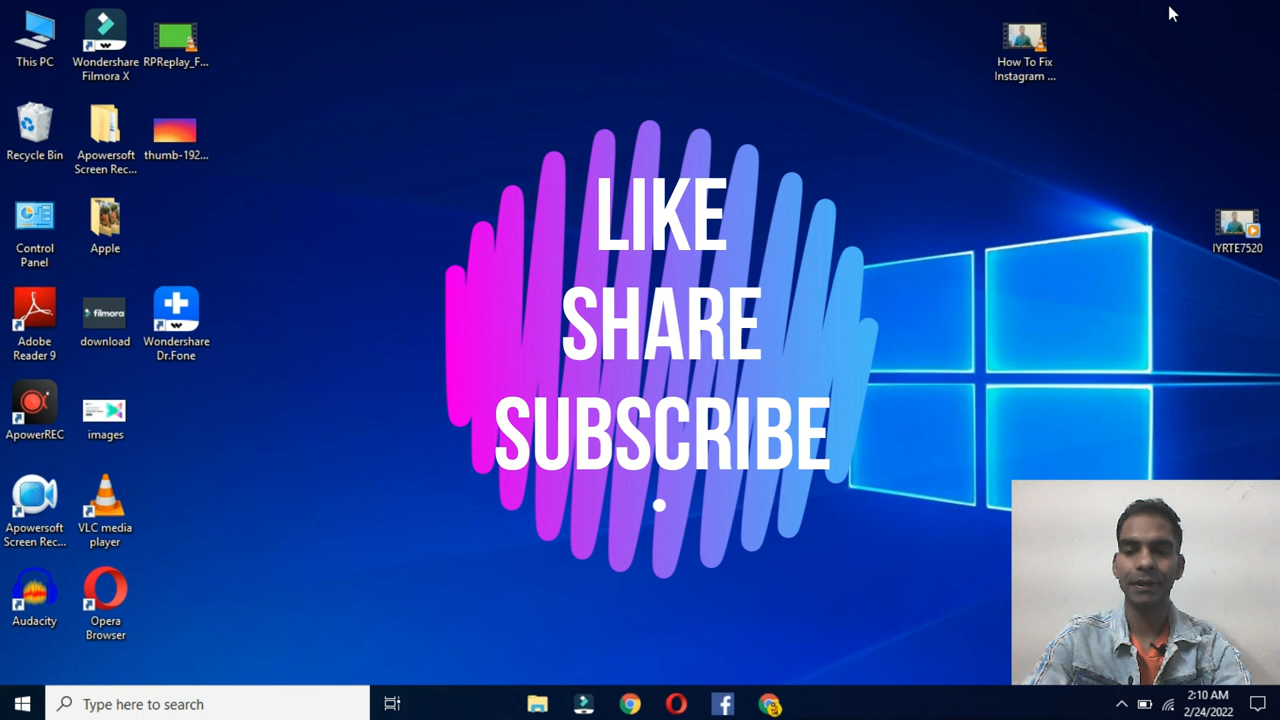 This PC
Wondershare
Filmora X
RPReplay_F...
Recycle Bin
Apowersoft
Screen Rec...
thumb-192...
Control
Panel
Apple
Adobe
Reader 9
filmora
download
Wondershare
Dr.Fone
ApowerREC
images
Apowersoft
Screen Rec...
VLC media
player
Audacity
Opera
Browser
How To Fix
Instagram ...
IYRTE7520
LIKE
SHARE
SUBSCRIBE
Type here to search
2:10 AM
2/24/2022